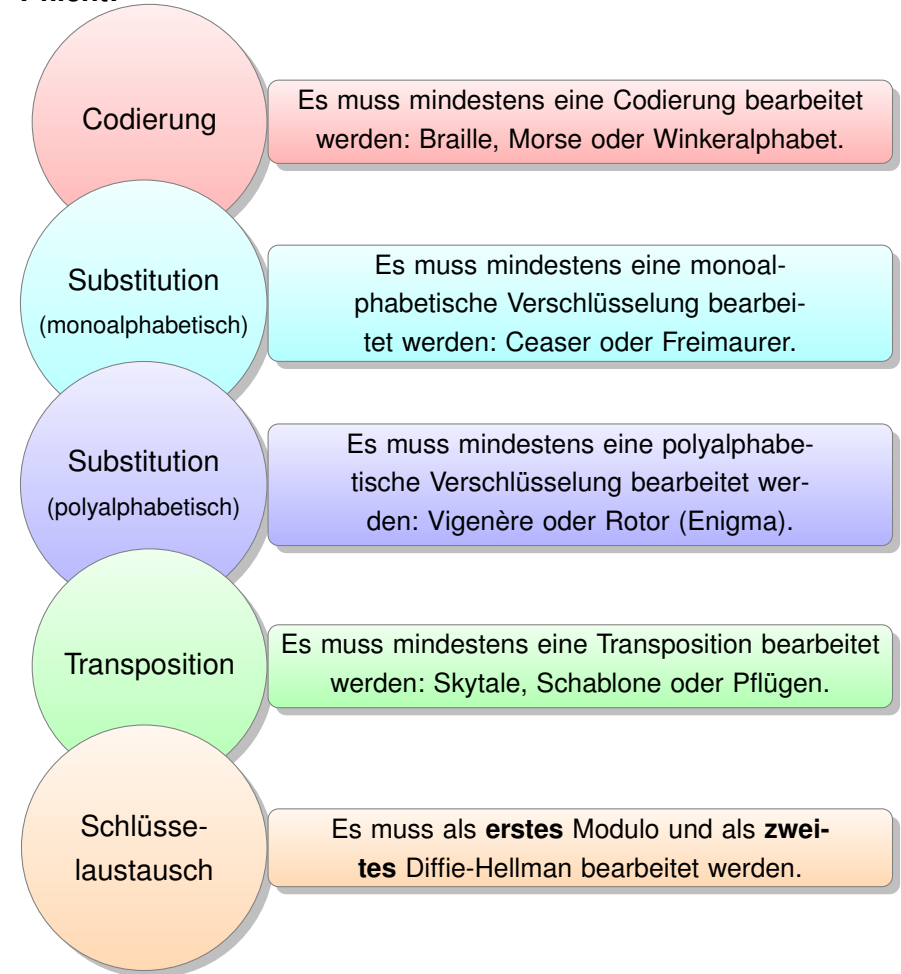 Codierung
Es muss mindestens eine Codierung bearbeitet
werden: Braille, Morse oder Winkeralphabet.
Substitution
(monoalphabetisch)
Es muss mindestens eine monoal-
phabetische Verschlüsselung bearbei-
tet werden: Ceaser oder Freimaurer.
Substitution
(polyalphabetisch)
Es muss mindestens eine polyalphabe-
tische Verschlüsselung bearbeitet wer-
den: Vigenère oder Rotor (Enigma).
Transposition
Es muss mindestens eine Transposition bearbeitet
werden: Skytale, Schablone oder Pflügen.
Schlüsse-
laustausch
Es muss als erstes Modulo und als zwei-
tes Diffie-Hellman bearbeitet werden.